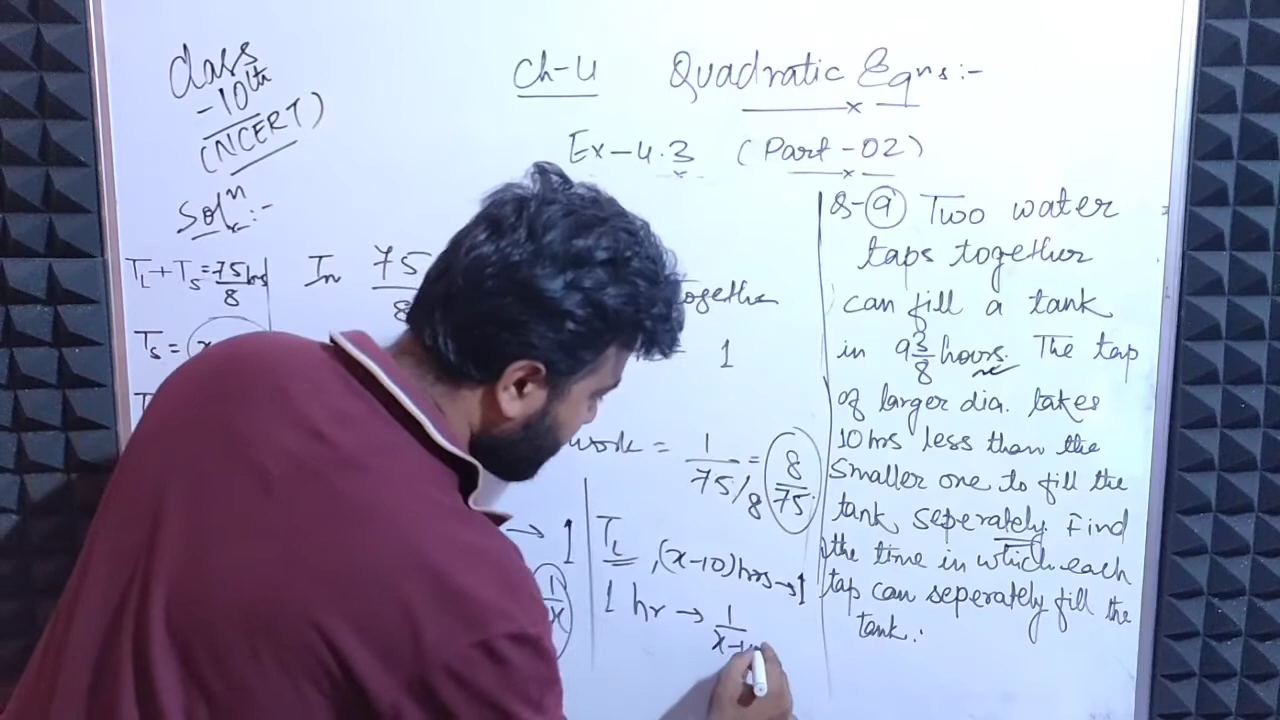 Class
-10th
(NCERT)
Ch-4 Quadratic Eqns:-
Ex-4.3 (Part-02)
Soln:-
TL + TS = 75/8 hrs
TS = (x
In 75/8
= 1
work = 1/75/8 = 8/75
→ 1
1/x
TL, (x-10) hrs → 1
1 hr → 1/x-1
Q-9 Two water
taps together
can fill a tank
in 9 3/8 hours. The tap
of larger dia. takes
10 hrs less than the
smaller one to fill the
tank seperately. Find
the time in which each
tap can seperately fill the
tank.